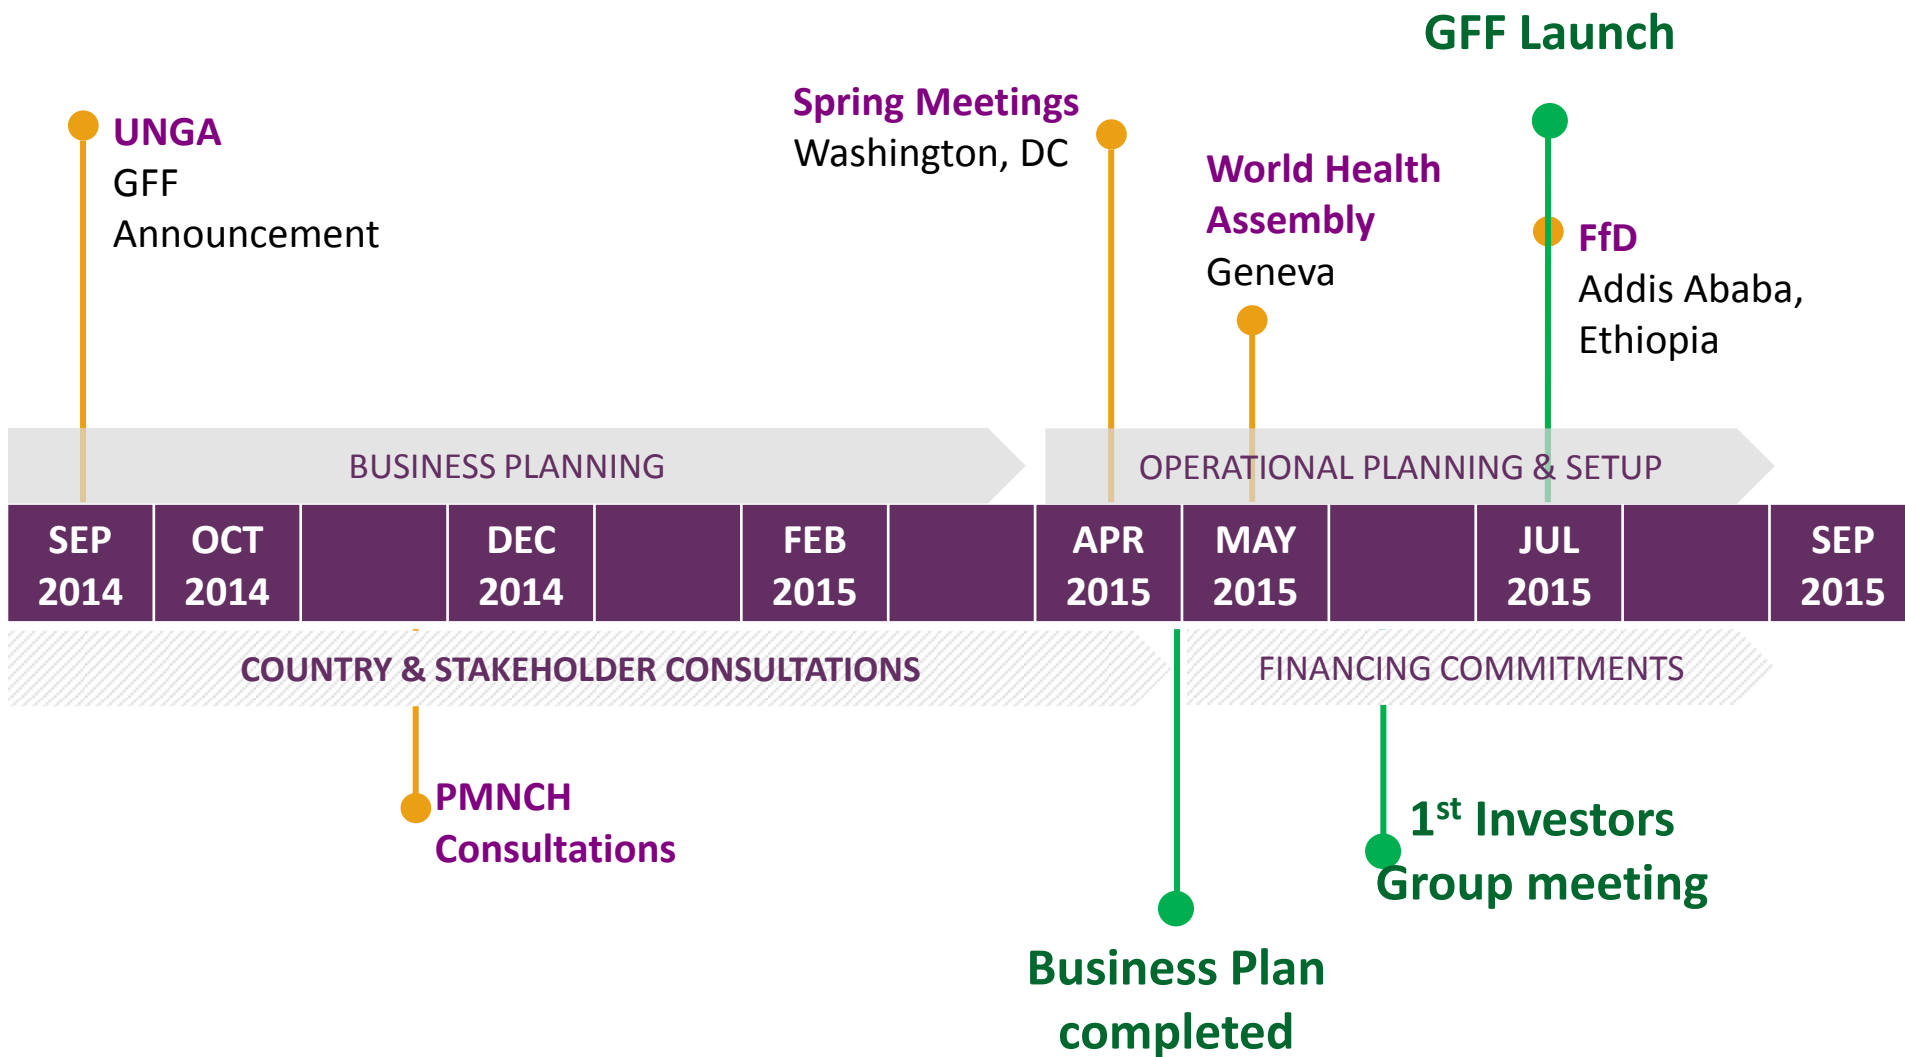 GFF Launch
UNGA
GFF
Announcement
Spring Meetings
Washington, DC
World Health
Assembly
Geneva
FfD
Addis Ababa,
Ethiopia
BUSINESS PLANNING
OPERATIONAL PLANNING & SETUP
SEP
2014
OCT
2014
DEC
2014
FEB
2015
APR
2015
MAY
2015
JUL
2015
SEP
2015
COUNTRY & STAKEHOLDER CONSULTATIONS
FINANCING COMMITMENTS
PMNCH
Consultations
1st Investors
Group meeting
Business Plan
completed